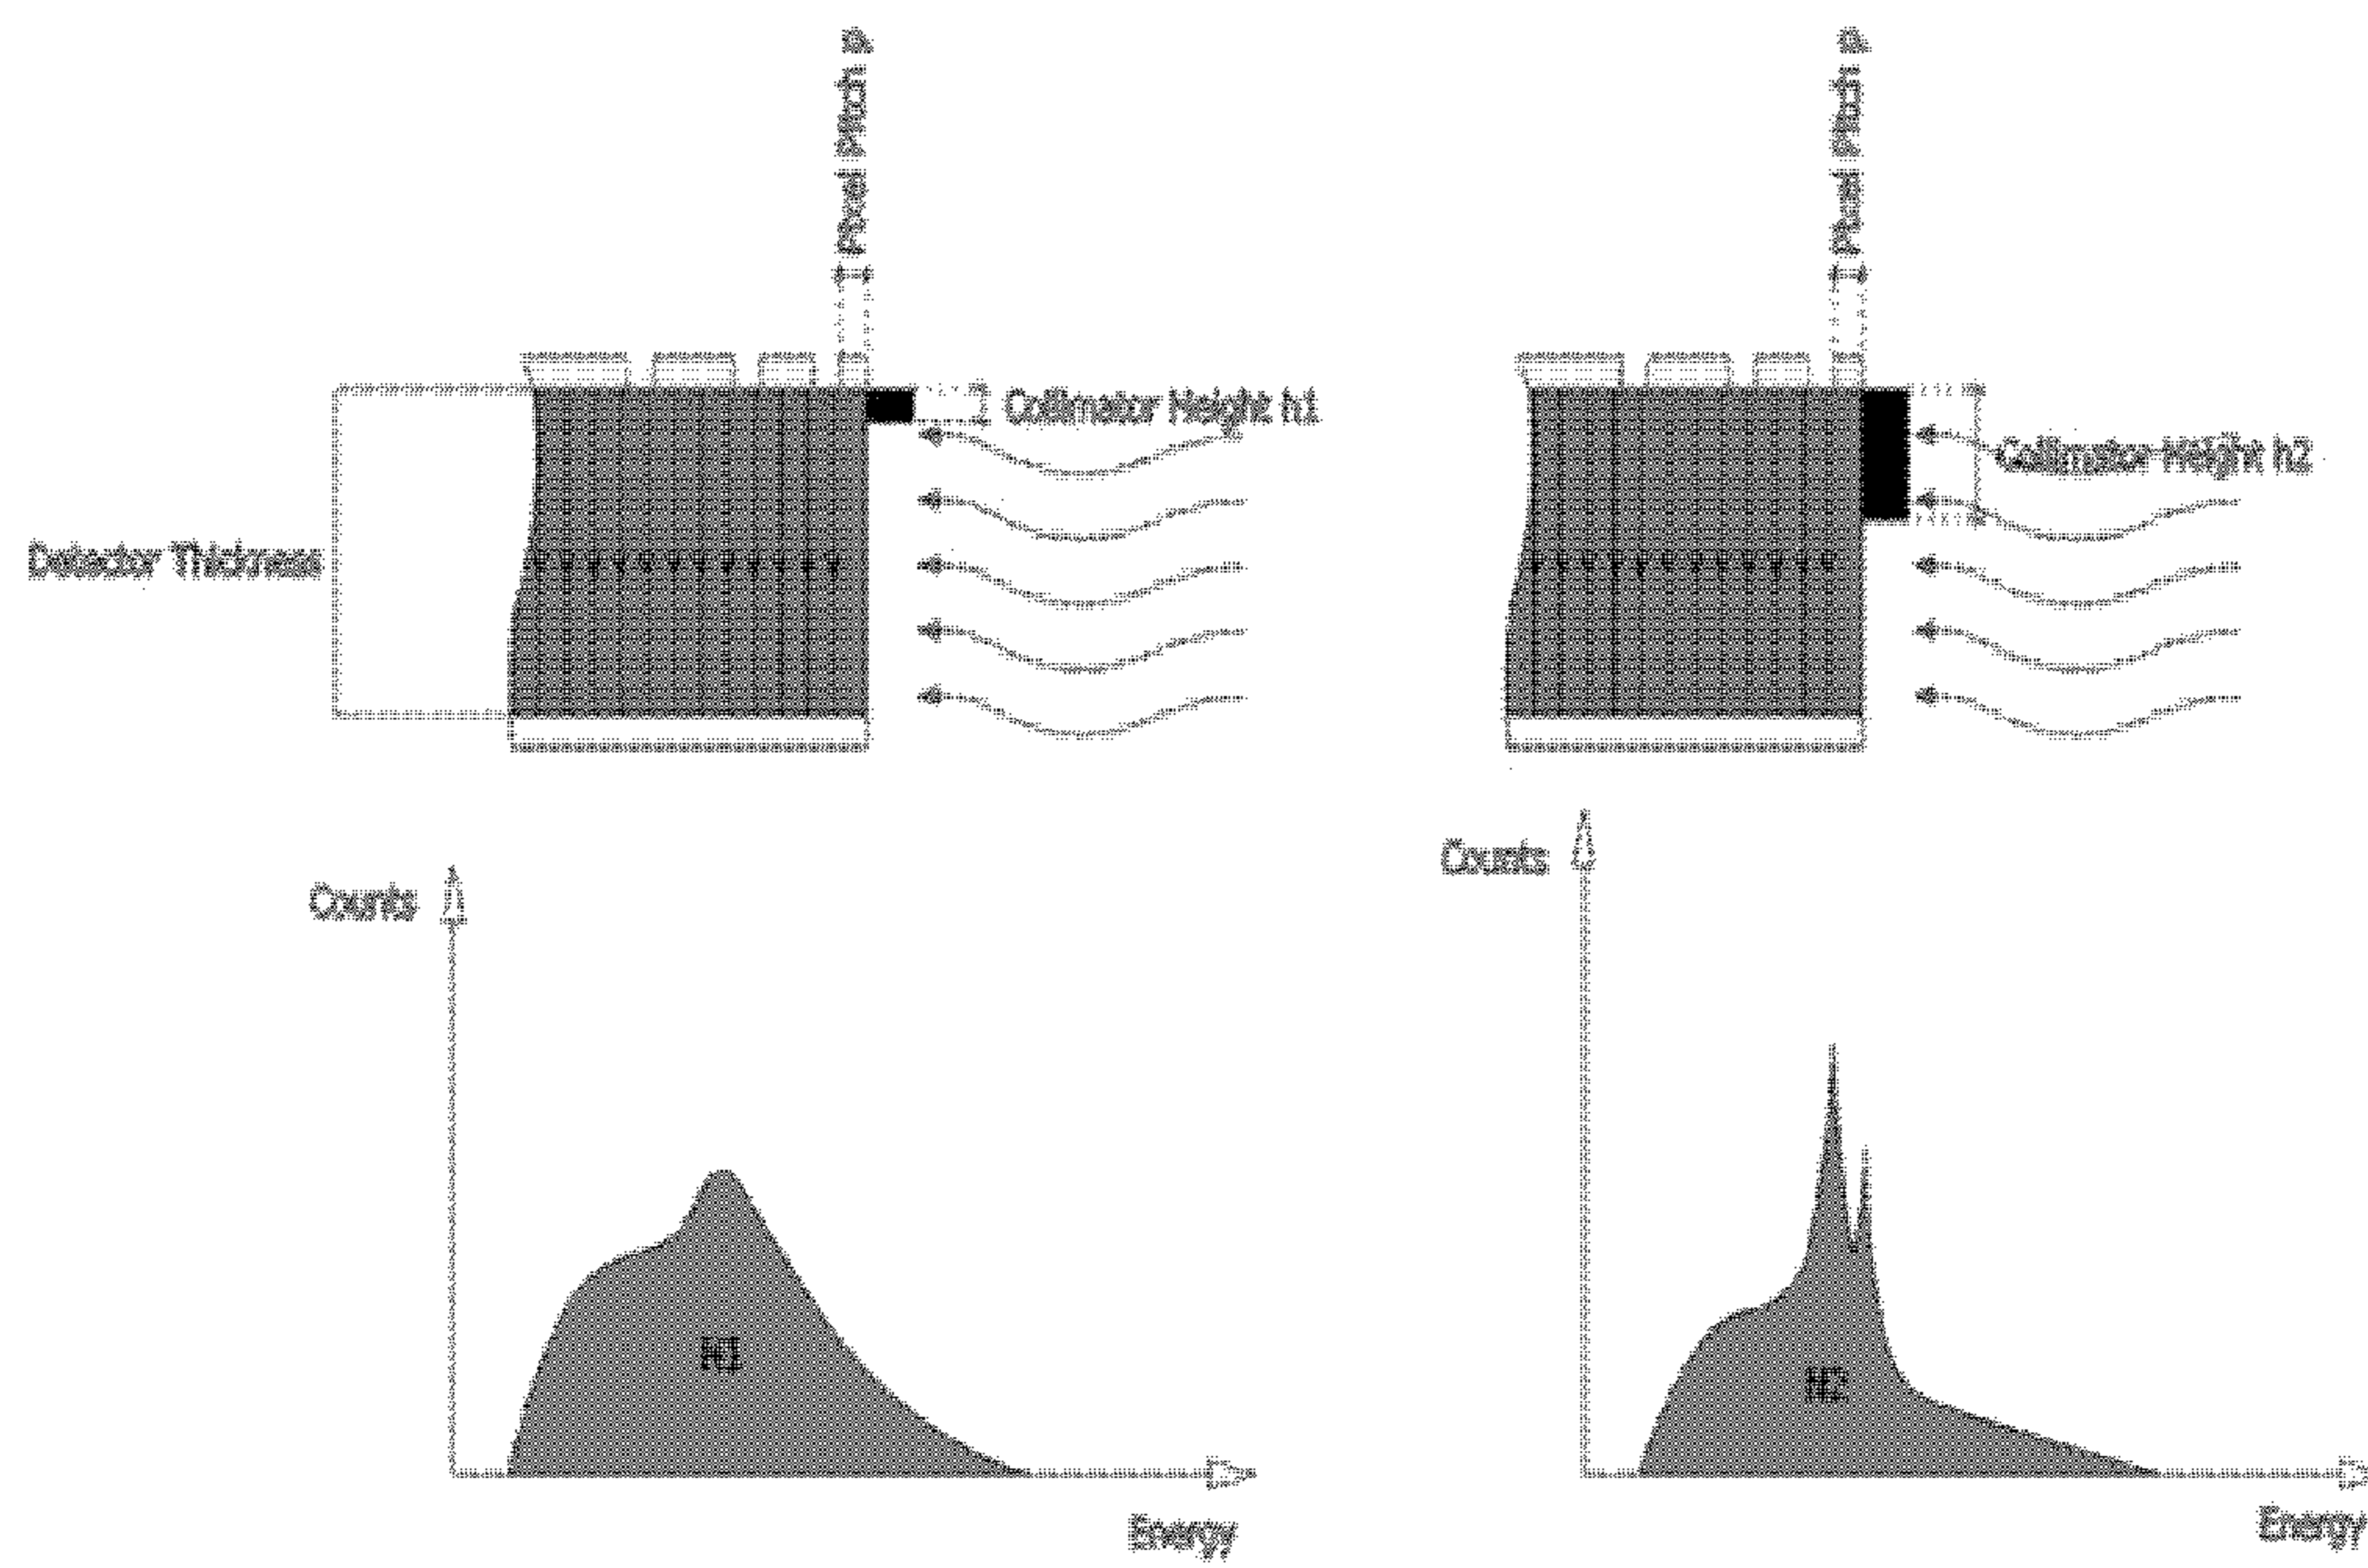 Pixel Pitch p
Pixel Pitch p
Collimator Height h1
Collimator Height h2
Detector Thickness
Counts
Counts
H1
H2
Energy
Energy